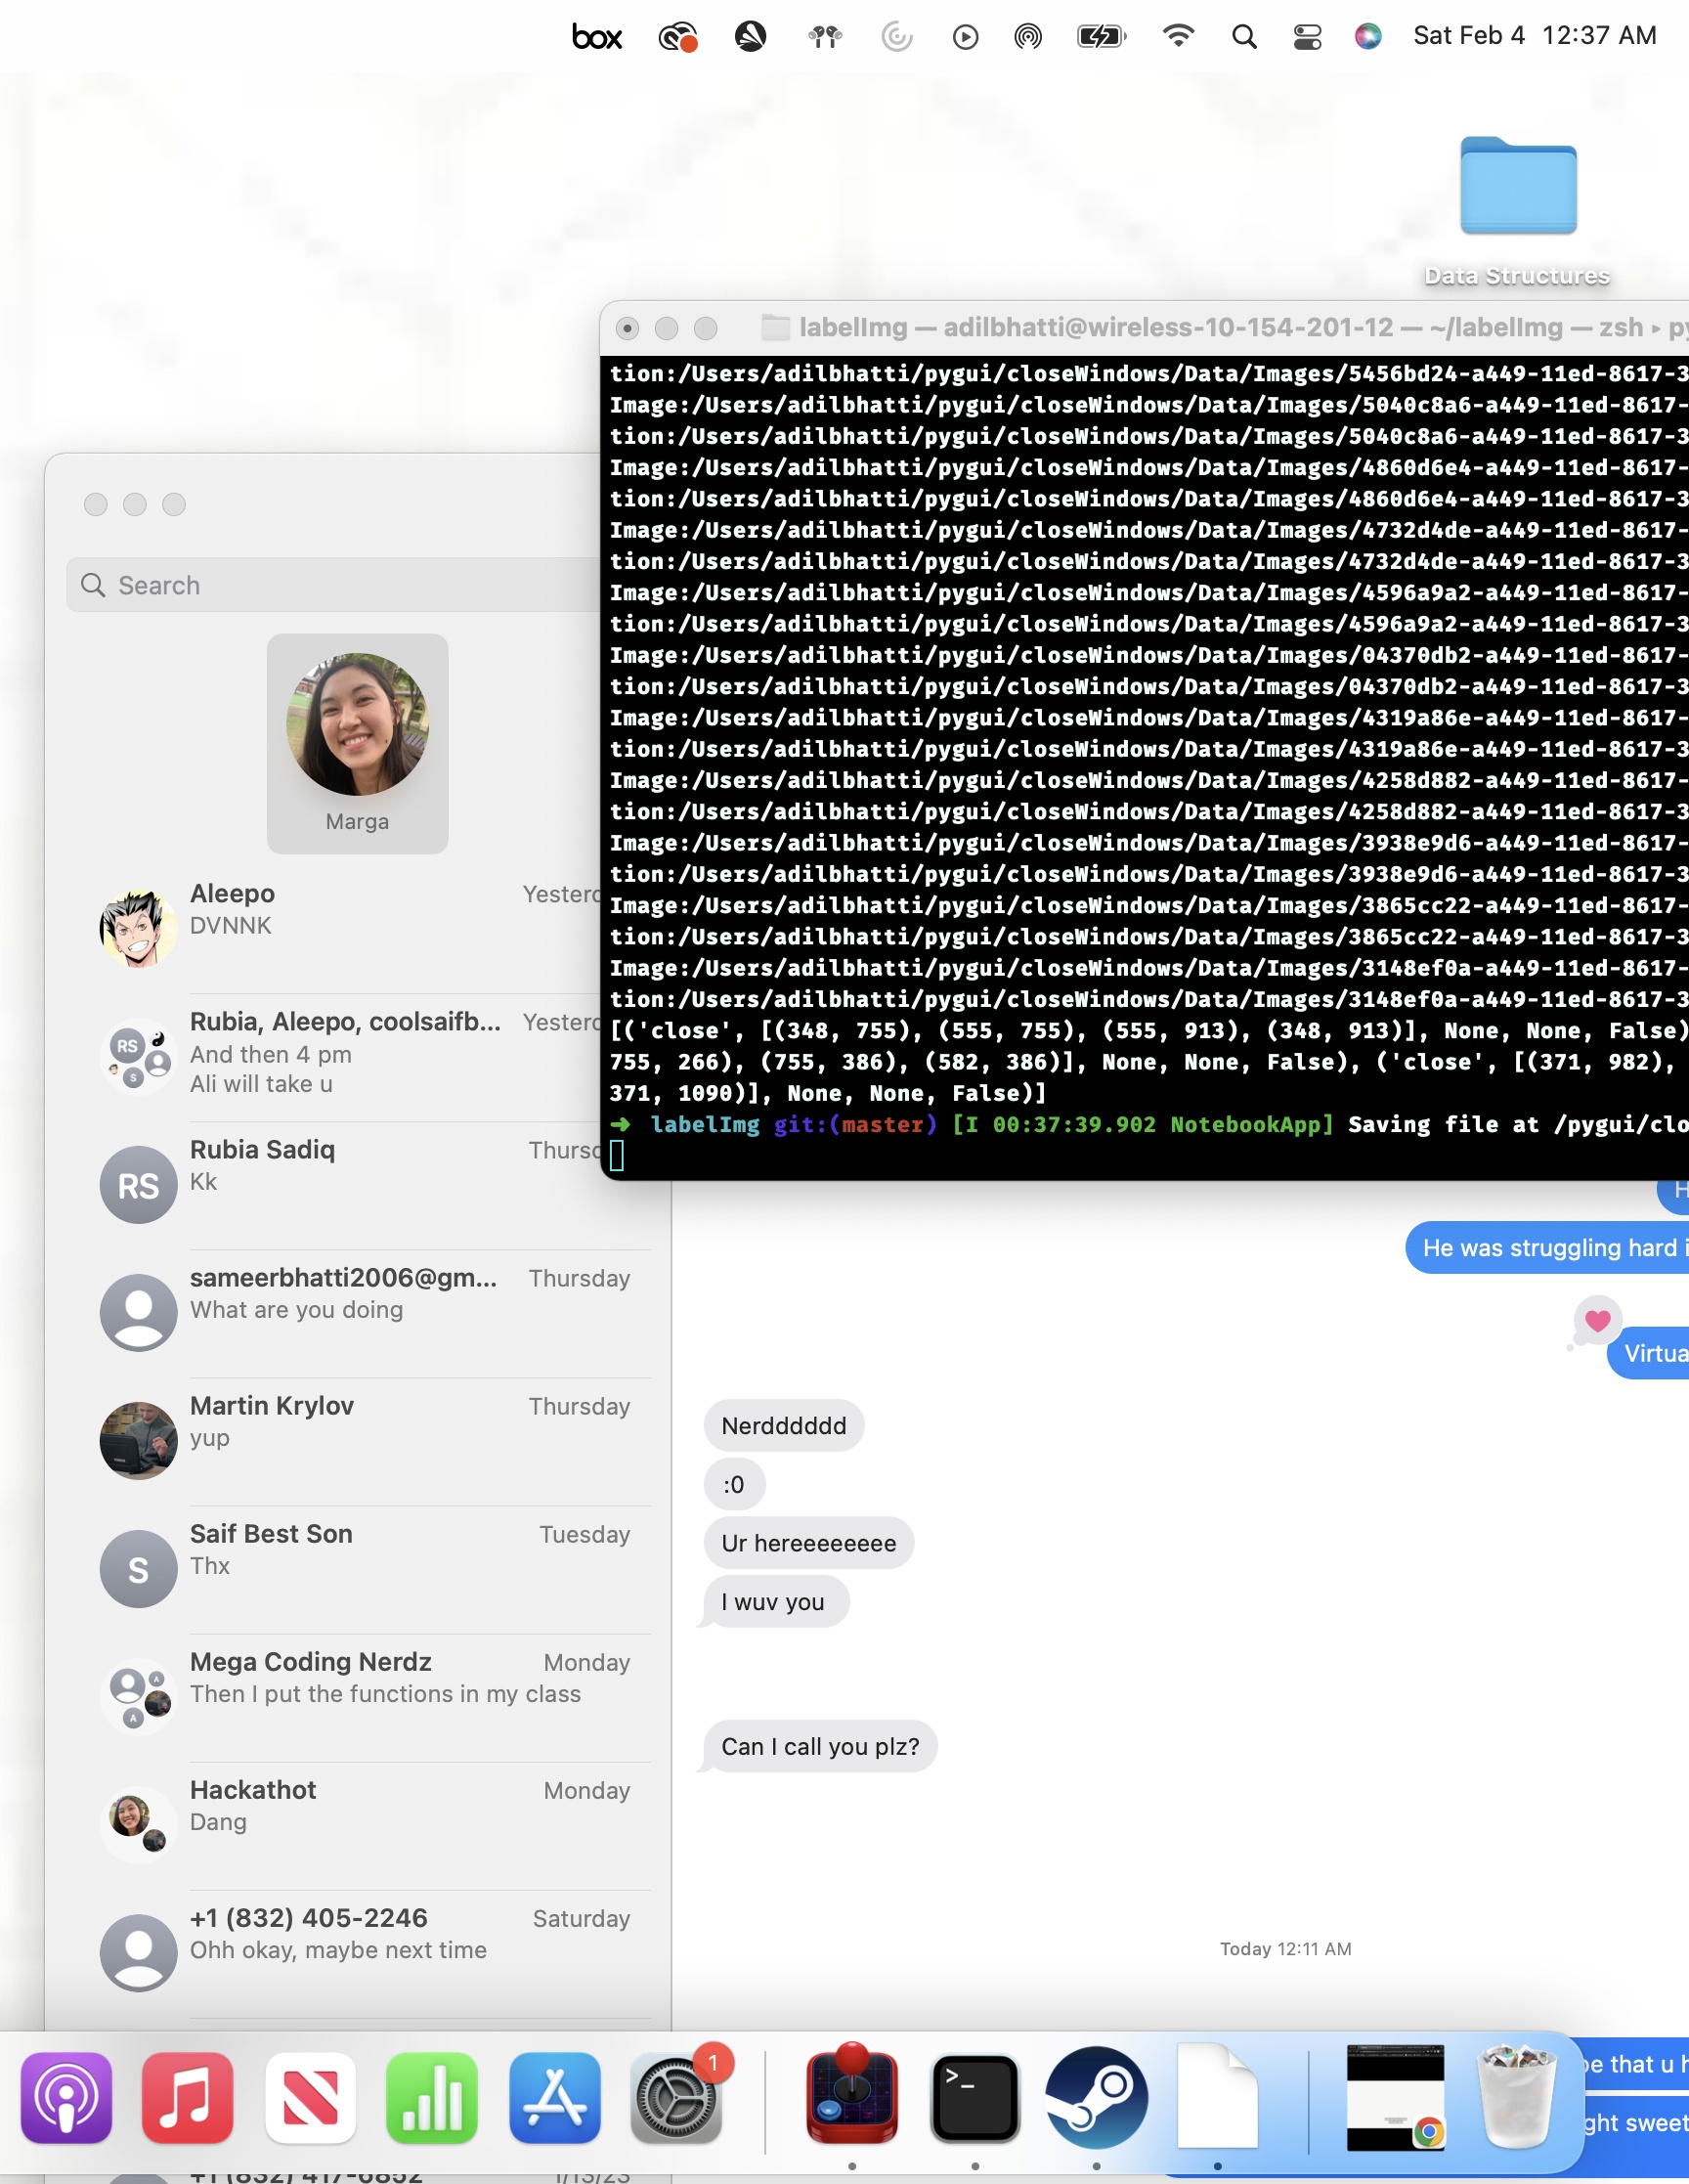 box
Sat Feb 4 12:37 AM
Data Structures
labelImg — adilbhatti@wireless-10-154-201-12 — ~/labelImg — zsh ▸ py
tion:/Users/adilbhatti/pygui/closeWindows/Data/Images/5456bd24-a449-11ed-8617-3
Image:/Users/adilbhatti/pygui/closeWindows/Data/Images/5040c8a6-a449-11ed-8617-
tion:/Users/adilbhatti/pygui/closeWindows/Data/Images/5040c8a6-a449-11ed-8617-3
Image:/Users/adilbhatti/pygui/closeWindows/Data/Images/4860d6e4-a449-11ed-8617-
tion:/Users/adilbhatti/pygui/closeWindows/Data/Images/4860d6e4-a449-11ed-8617-3
Image:/Users/adilbhatti/pygui/closeWindows/Data/Images/4732d4de-a449-11ed-8617-
tion:/Users/adilbhatti/pygui/closeWindows/Data/Images/4732d4de-a449-11ed-8617-3
Image:/Users/adilbhatti/pygui/closeWindows/Data/Images/4596a9a2-a449-11ed-8617-
tion:/Users/adilbhatti/pygui/closeWindows/Data/Images/4596a9a2-a449-11ed-8617-3
Image:/Users/adilbhatti/pygui/closeWindows/Data/Images/04370db2-a449-11ed-8617-
tion:/Users/adilbhatti/pygui/closeWindows/Data/Images/04370db2-a449-11ed-8617-3
Image:/Users/adilbhatti/pygui/closeWindows/Data/Images/4319a86e-a449-11ed-8617-
tion:/Users/adilbhatti/pygui/closeWindows/Data/Images/4319a86e-a449-11ed-8617-3
Image:/Users/adilbhatti/pygui/closeWindows/Data/Images/4258d882-a449-11ed-8617-
tion:/Users/adilbhatti/pygui/closeWindows/Data/Images/4258d882-a449-11ed-8617-3
Image:/Users/adilbhatti/pygui/closeWindows/Data/Images/3938e9d6-a449-11ed-8617-
tion:/Users/adilbhatti/pygui/closeWindows/Data/Images/3938e9d6-a449-11ed-8617-3
Image:/Users/adilbhatti/pygui/closeWindows/Data/Images/3865cc22-a449-11ed-8617-
tion:/Users/adilbhatti/pygui/closeWindows/Data/Images/3865cc22-a449-11ed-8617-3
Image:/Users/adilbhatti/pygui/closeWindows/Data/Images/3148ef0a-a449-11ed-8617-
tion:/Users/adilbhatti/pygui/closeWindows/Data/Images/3148ef0a-a449-11ed-8617-3
[('close', [(348, 755), (555, 755), (555, 913), (348, 913)], None, None, False)
755, 266), (755, 386), (582, 386)], None, None, False), ('close', [(371, 982),
371, 1090)], None, None, False)]
➜ labelImg git:(master) [I 00:37:39.902 NotebookApp] Saving file at /pygui/clo
Search
Marga
Aleepo Yesterd
DVNNK
Rubia, Aleepo, coolsaifb... Yesterd
RS
S
And then 4 pm
Ali will take u
Rubia Sadiq Thursd
RS
Kk
sameerbhatti2006@gm... Thursday
What are you doing
Martin Krylov Thursday
yup
Saif Best Son Tuesday
S
Thx
Mega Coding Nerdz Monday
A
A
Then I put the functions in my class
Hackathot Monday
Dang
+1 (832) 405-2246 Saturday
Ohh okay, maybe next time
H
He was struggling hard i
Virtua
Nerdddddd
:0
Ur hereeeeeeee
I wuv you
Can I call you plz?
Today 12:11 AM
pe that u h
ght sweet
1
>_
+1 (832) 417-6852 1/13/23